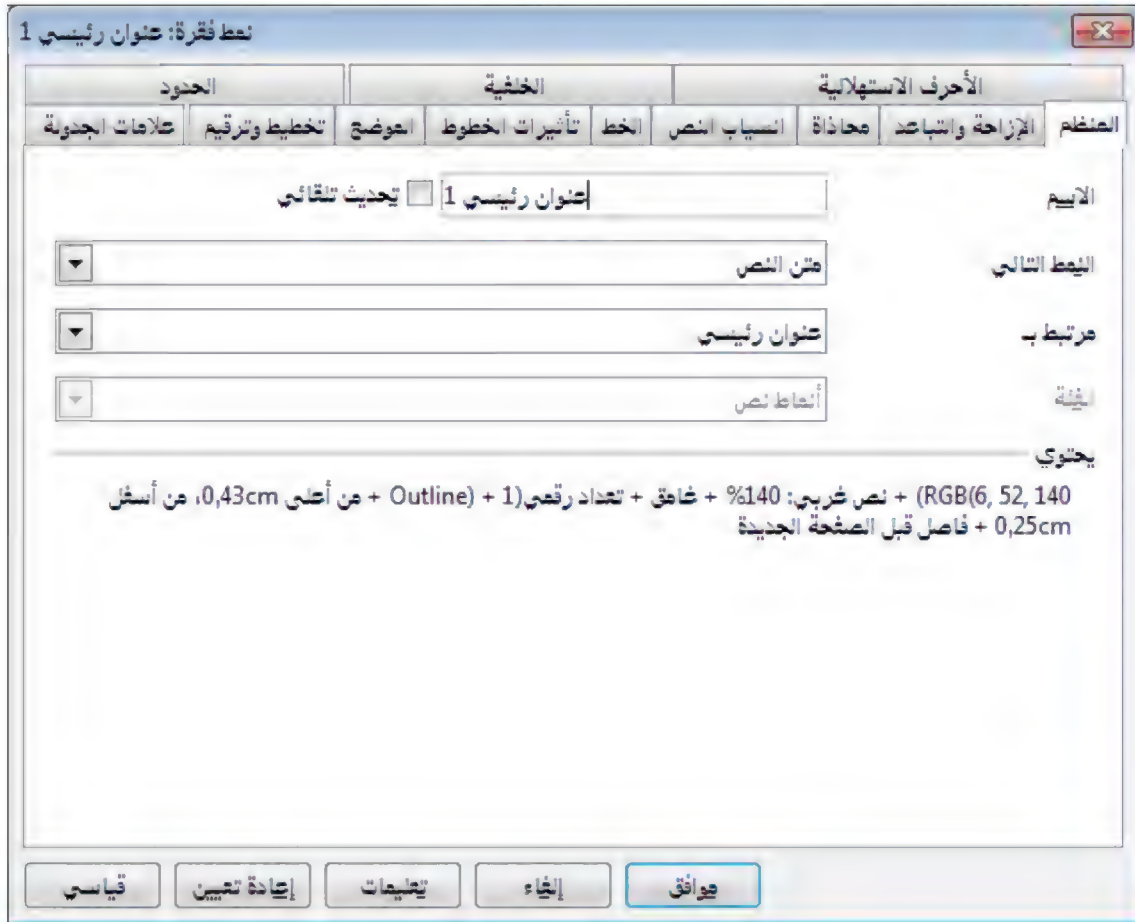 نمط فقرة: عنوان رئيسي 1
الأحرف الاستهلالية الخلفية الحدود
المنظم الإزاحة والتباعد محاذاة انسياب النص الخط تأثيرات الخطوط الموضع تخطيط وترقيم علامات الجدولة
الاسم عنوان رئيسي 1 تحديث تلقائي
النمط التالي متن النص
مرتبط بـ عنوان رئيسي
الفئة أنماط نص
يحتوي
RGB(6, 52, 140) + نص غربي: 140% + غامق + تعداد رقمي(1 + (Outline + من أعلى 0,43cm، من أسفل
0,25cm + فاصل قبل الصفحة الجديدة
موافق إلغاء تعليمات إعادة تعيين قياسي